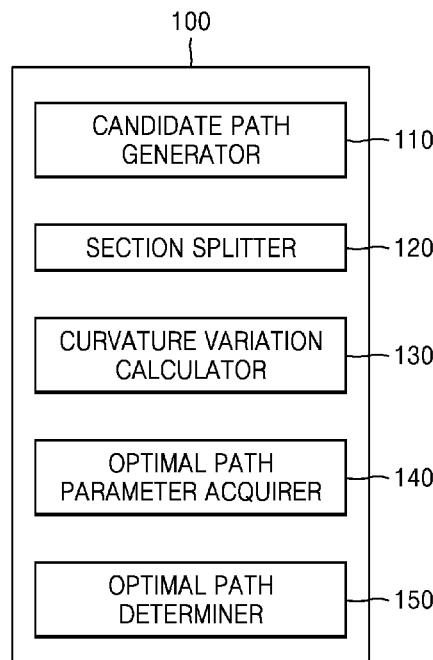 100
CANDIDATE PATH
GENERATOR
110
SECTION SPLITTER
120
CURVATURE VARIATION
CALCULATOR
130
OPTIMAL PATH
PARAMETER ACQUIRER
140
OPTIMAL PATH
DETERMINER
150